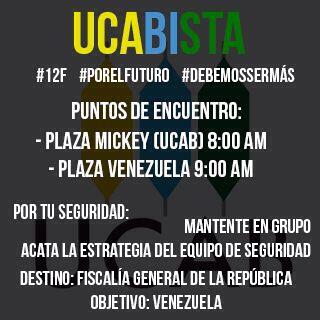 UCABISTA
#12F #PORELFUTURO #DEBEMOSSERMÁS
PUNTOS DE ENCUENTRO:
- PLAZA MICKEY (UCAB) 8:00 AM
- PLAZA VENEZUELA 9:00 AM
POR TU SEGURIDAD:
MANTENTE EN GRUPO
ACATA LA ESTRATEGIA DEL EQUIPO DE SEGURIDAD
DESTINO: FISCALÍA GENERAL DE LA REPÚBLICA
OBJETIVO: VENEZUELA
UCAB